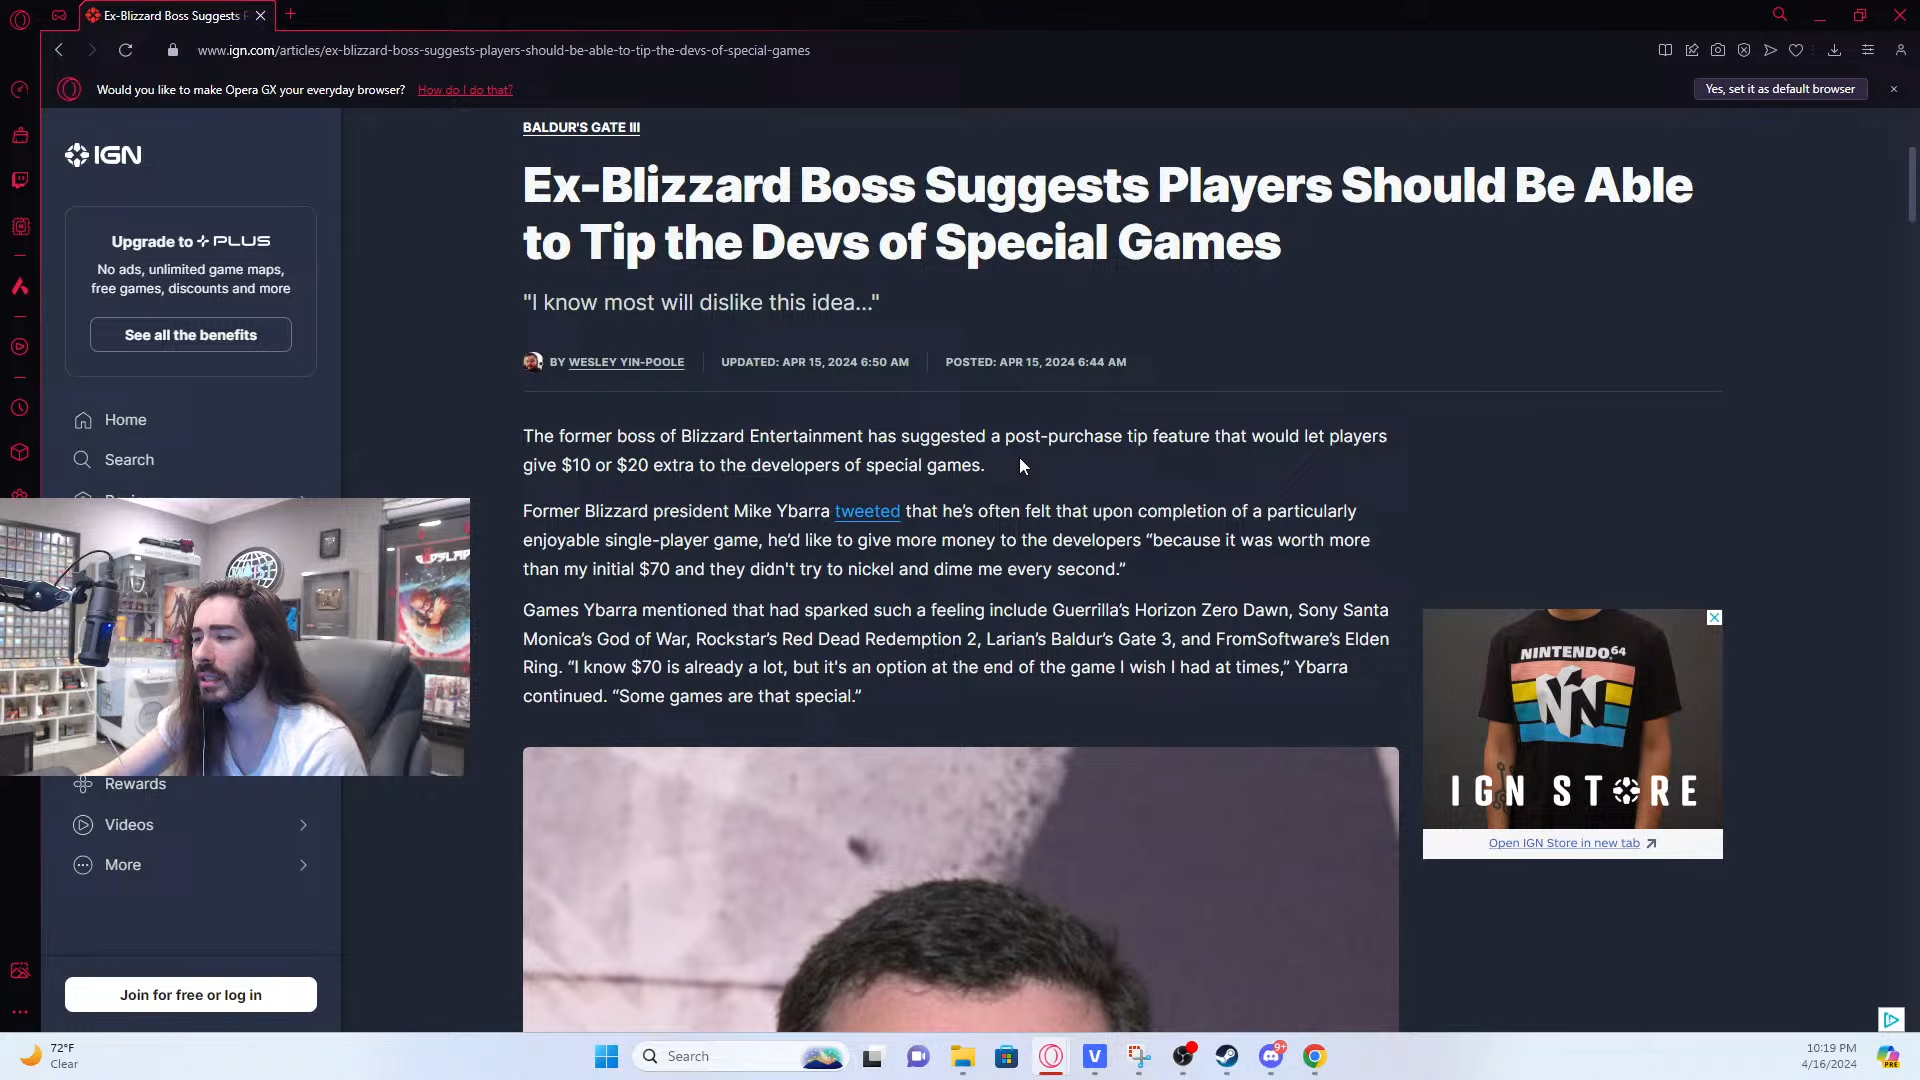 Ex-Blizzard Boss Suggests P
www.ign.com/articles/ex-blizzard-boss-suggests-players-should-be-able-to-tip-the-devs-of-special-games
Would you like to make Opera GX your everyday browser? How do I do that?
Yes, set it as default browser
IGN
Upgrade to PLUS
No ads, unlimited game maps,
free games, discounts and more
See all the benefits
Home
Search
Rewards
Videos
More
Join for free or log in
BALDUR'S GATE III
Ex-Blizzard Boss Suggests Players Should Be Able
to Tip the Devs of Special Games
"I know most will dislike this idea..."
BY WESLEY YIN-POOLE
UPDATED: APR 15, 2024 6:50 AM
POSTED: APR 15, 2024 6:44 AM
The former boss of Blizzard Entertainment has suggested a post-purchase tip feature that would let players
give $10 or $20 extra to the developers of special games.
Former Blizzard president Mike Ybarra tweeted that he’s often felt that upon completion of a particularly
enjoyable single-player game, he’d like to give more money to the developers “because it was worth more
than my initial $70 and they didn't try to nickel and dime me every second.”
Games Ybarra mentioned that had sparked such a feeling include Guerrilla’s Horizon Zero Dawn, Sony Santa
Monica’s God of War, Rockstar’s Red Dead Redemption 2, Larian’s Baldur’s Gate 3, and FromSoftware’s Elden
Ring. “I know $70 is already a lot, but it's an option at the end of the game I wish I had at times,” Ybarra
continued. “Some games are that special.”
NINTENDO 64
IGN STORE
Open IGN Store in new tab
72°F
Clear
Search
9+
10:19 PM
4/16/2024
PRE